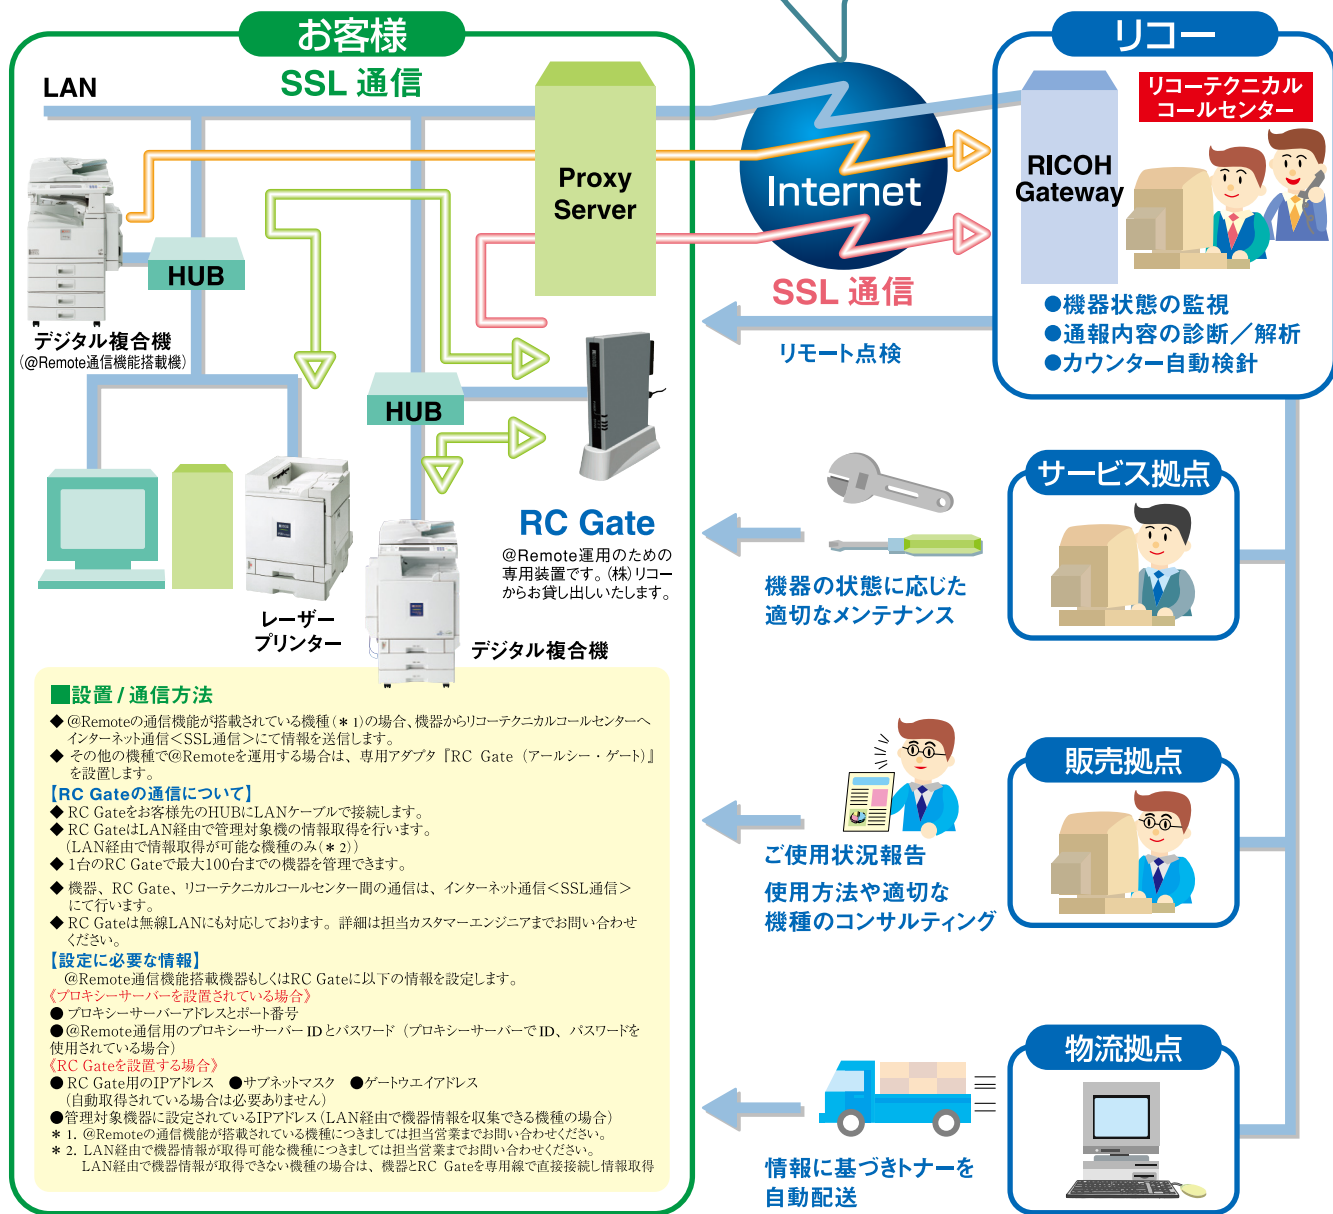 お客様
SSL 通信
LAN
Proxy
Server
HUB
デジタル複合機
(@Remote通信機能搭載機)
HUB
RC Gate
@Remote運用のための
専用装置です。(株)リコー
からお貸し出しいたします。
レーザー
プリンター
デジタル複合機
■設置 / 通信方法
◆ @Remoteの通信機能が搭載されている機種(＊1)の場合、機器からリコーテクニカルコールセンターへ
インターネット通信<SSL通信>にて情報を送信します。
◆ その他の機種で@Remoteを運用する場合は、専用アダプタ『RC Gate (アールシー・ゲート)』
を設置します。
【RC Gateの通信について】
◆ RC Gateをお客様先のHUBにLANケーブルで接続します。
◆ RC GateはLAN経由で管理対象機の情報取得を行います。
(LAN経由で情報取得が可能な機種のみ(＊2))
◆ 1台のRC Gateで最大100台までの機器を管理できます。
◆ 機器、RC Gate、リコーテクニカルコールセンター間の通信は、インターネット通信<SSL通信>
にて行います。
◆ RC Gateは無線LANにも対応しております。詳細は担当カスタマーエンジニアまでお問い合わせ
ください。
【設定に必要な情報】
@Remote通信機能搭載機器もしくはRC Gateに以下の情報を設定します。
《プロキシーサーバーを設置されている場合》
● プロキシーサーバーアドレスとポート番号
●@Remote通信用のプロキシーサーバー IDとパスワード (プロキシーサーバーで ID、パスワードを
使用されている場合)
《RC Gateを設置する場合》
● RC Gate用のIPアドレス ●サブネットマスク ●ゲートウエイアドレス
(自動取得されている場合は必要ありません)
●管理対象機器に設定されているIPアドレス(LAN経由で機器情報を収集できる機種の場合)
＊ 1. @Remoteの通信機能が搭載されている機種につきましては担当営業までお問い合わせください。
＊ 2. LAN経由で機器情報が取得可能な機種につきましては担当営業までお問い合わせください。
LAN経由で機器情報が取得できない機種の場合は、機器とRC Gateを専用線で直接接続し情報取得
Internet
SSL 通信
リモート点検
機器の状態に応じた
適切なメンテナンス
ご使用状況報告
使用方法や適切な
機種のコンサルティング
情報に基づきトナーを
自動配送
リコー
リコーテクニカル
コールセンター
RICOH
Gateway
●機器状態の監視
●通報内容の診断／解析
●カウンター自動検針
サービス拠点
販売拠点
物流拠点